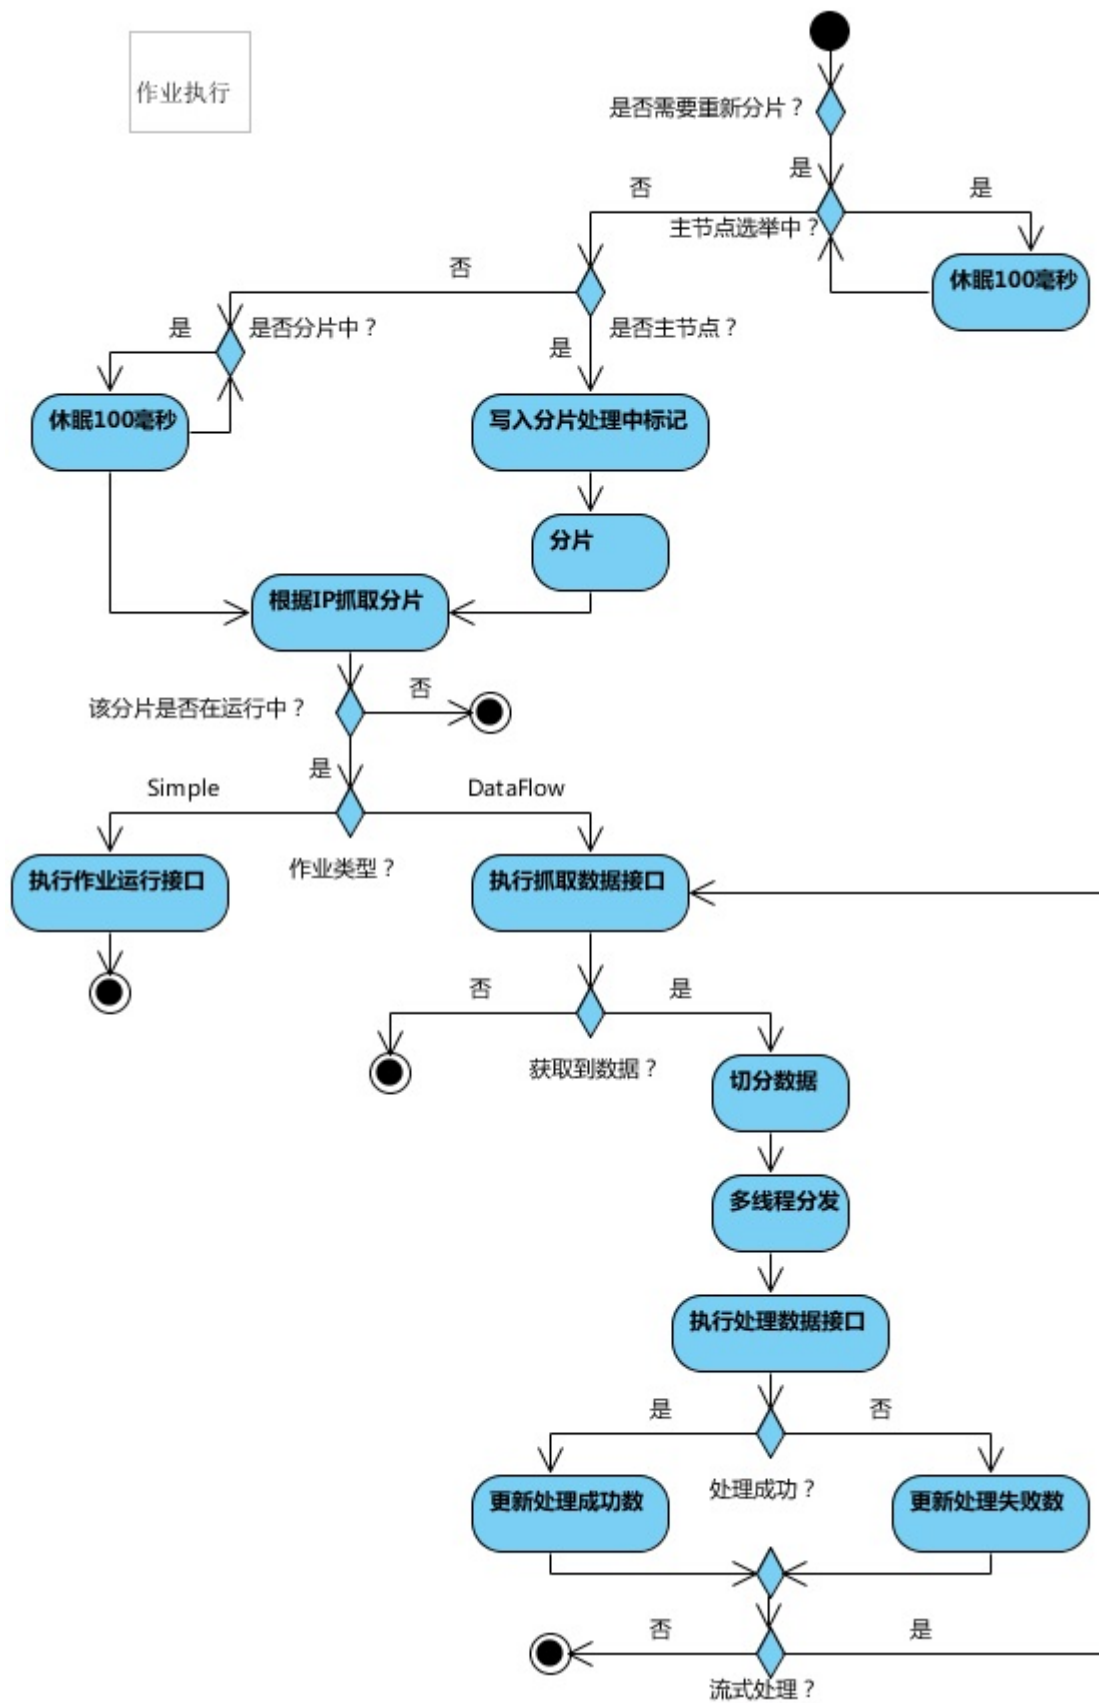 作业执行
是否需要重新分片？
是
否
是
主节点选举中？
休眠100毫秒
否
是否主节点？
是
是否分片中？
是
休眠100毫秒
写入分片处理中标记
分片
根据IP抓取分片
该分片是否在运行中？
否
是
Simple
DataFlow
作业类型？
执行作业运行接口
执行抓取数据接口
否
是
获取到数据？
切分数据
多线程分发
执行处理数据接口
是
否
处理成功？
更新处理成功数
更新处理失败数
否
是
流式处理？